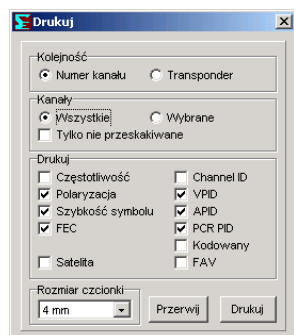 Drukuj
Kolejność
Numer kanału Transponder
Kanały
Wszystkie Wybrane
Tylko nie przeskakiwane
Drukuj
Częstotliwość Channel ID
Polaryzacja VPID
Szybkość symbolu APID
FEC PCR PID
Kodowany
Satelita FAV
Rozmiar czcionki
4 mm Przerwij Drukuj